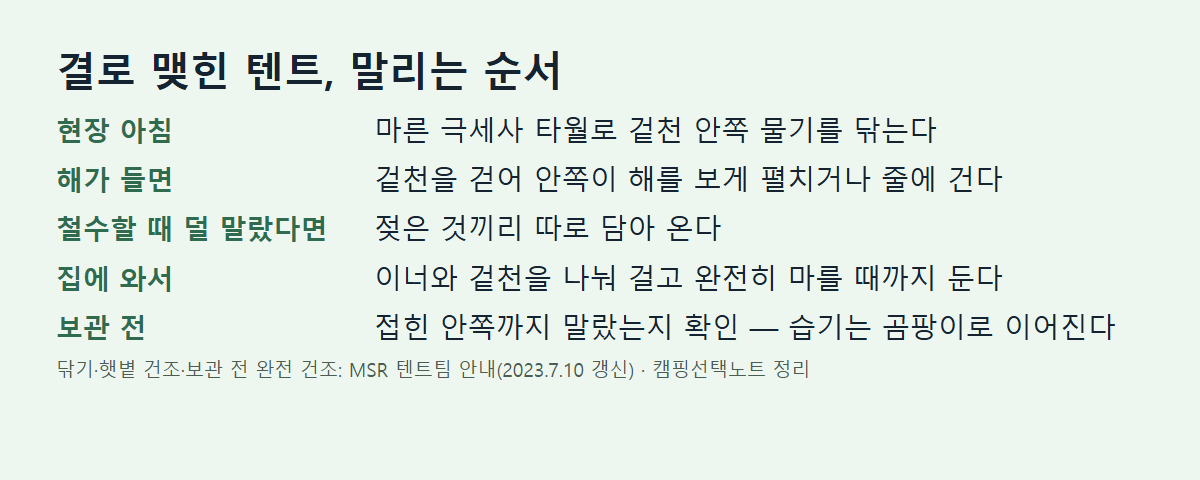 결로 맺힌 텐트, 말리는 순서
현장 아침 마른 극세사 타월로 겉천 안쪽 물기를 닦는다
해가 들면 겉천을 걷어 안쪽이 해를 보게 펼치거나 줄에 건다
철수할 때 덜 말랐다면 젖은 것끼리 따로 담아 온다
집에 와서 이너와 겉천을 나눠 걸고 완전히 마를 때까지 둔다
보관 전 접힌 안쪽까지 말랐는지 확인 — 습기는 곰팡이로 이어진다
닦기·햇볕 건조·보관 전 완전 건조: MSR 텐트팀 안내(2023.7.10 갱신) · 캠핑선택노트 정리